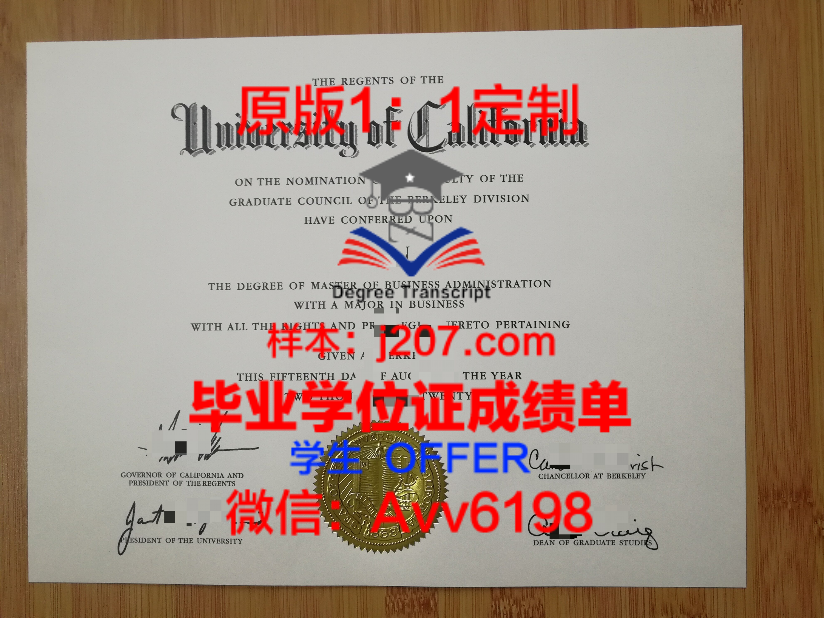 THE REGENTS OF THE
原版1：1定制
University of California
ON THE NOMINATION OF THE
GRADUATE COUNCIL OF THE BERKELEY DIVISION
HAVE CONFERRED UPON
THE DEGREE OF MASTER OF BUSINESS ADMINISTRATION
Degree Transcript
WITH A MAJOR IN BUSINESS
WITH ALL THE RIGHTS AND PERTAINING
样本：j207.com
GIVEN
THIS FIFTEENTH THE YEAR
毕业学位证成绩单
TWENTY
学生 OFFER
GOVERNOR OF CALIFORNIA AND
PRESIDENT OF THE REGENTS
CHANCELLOR AT BERKELEY
微信：Avv6198
PRESIDENT OF THE UNIVERSITY
DEAN OF GRADUATE STUDIES